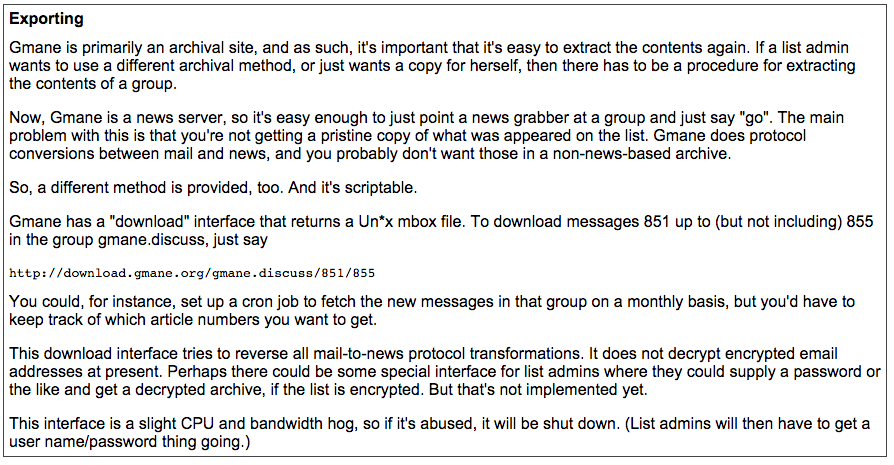 Exporting
Gmane is primarily an archival site, and as such, it's important that it's easy to extract the contents again. If a list admin
wants to use a different archival method, or just wants a copy for herself, then there has to be a procedure for extracting
the contents of a group.
Now, Gmane is a news server, so it's easy enough to just point a news grabber at a group and just say "go". The main
problem with this is that you're not getting a pristine copy of what was appeared on the list. Gmane does protocol
conversions between mail and news, and you probably don't want those in a non-news-based archive.
So, a different method is provided, too. And it's scriptable.
Gmane has a "download" interface that returns a Un*x mbox file. To download messages 851 up to (but not including) 855
in the group gmane.discuss, just say
http://download.gmane.org/gmane.discuss/851/855
You could, for instance, set up a cron job to fetch the new messages in that group on a monthly basis, but you'd have to
keep track of which article numbers you want to get.
This download interface tries to reverse all mail-to-news protocol transformations. It does not decrypt encrypted email
addresses at present. Perhaps there could be some special interface for list admins where they could supply a password or
the like and get a decrypted archive, if the list is encrypted. But that's not implemented yet.
This interface is a slight CPU and bandwidth hog, so if it's abused, it will be shut down. (List admins will then have to get a
user name/password thing going.)